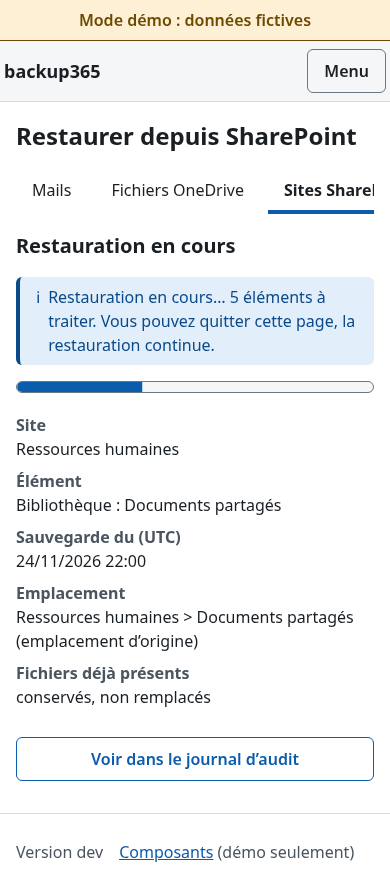 Mode démo : données fictives
backup365
Menu
Restaurer depuis SharePoint
Mails
Fichiers OneDrive
Sites Share
Restauration en cours
i Restauration en cours… 5 éléments à
traiter. Vous pouvez quitter cette page, la
restauration continue.
Site
Ressources humaines
Élément
Bibliothèque : Documents partagés
Sauvegarde du (UTC)
24/11/2026 22:00
Emplacement
Ressources humaines > Documents partagés
(emplacement d’origine)
Fichiers déjà présents
conservés, non remplacés
Voir dans le journal d’audit
Version dev Composants (démo seulement)